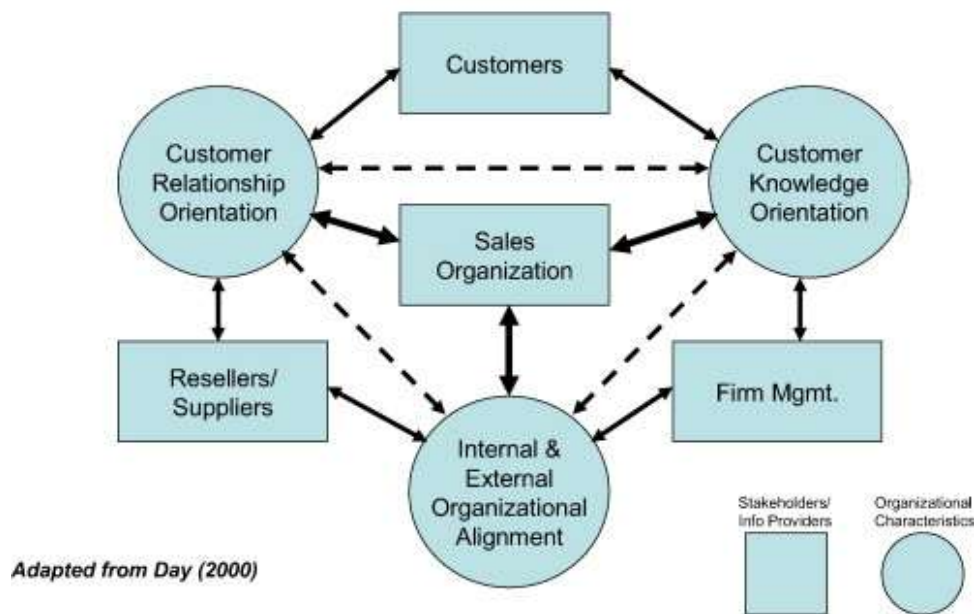 Customers
Customer
Relationship
Orientation
Customer
Knowledge
Orientation
Sales
Organization
Resellers/
Suppliers
Firm Mgmt.
Internal &
External
Organizational
Alignment
Stakeholders/
Info Providers
Organizational
Characteristics
Adapted from Day (2000)